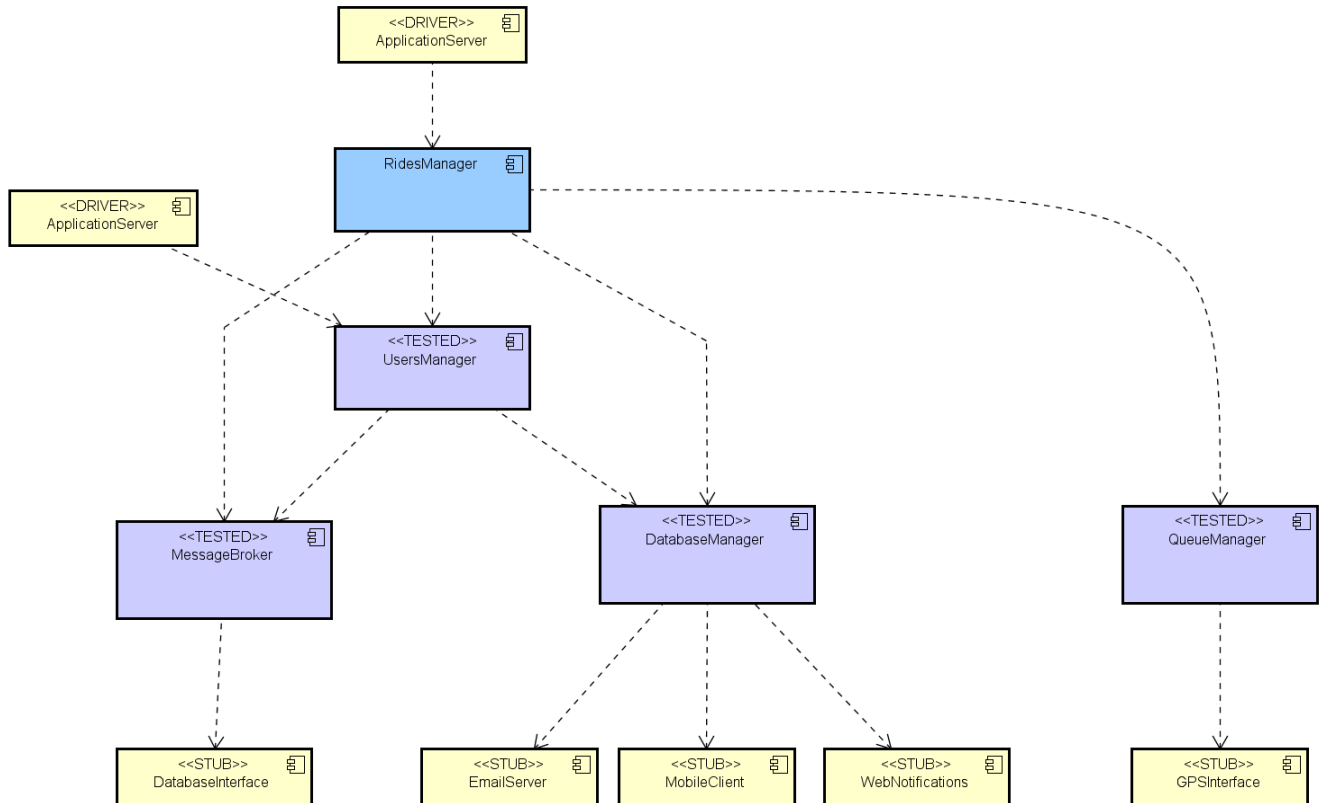 <<DRIVER>>
ApplicationServer
RidesManager
<<DRIVER>>
ApplicationServer
<<TESTED>>
UsersManager
<<TESTED>>
MessageBroker
<<TESTED>>
DatabaseManager
<<TESTED>>
QueueManager
<<STUB>>
DatabaseInterface
<<STUB>>
EmailServer
<<STUB>>
MobileClient
<<STUB>>
WebNotifications
<<STUB>>
GPSInterface